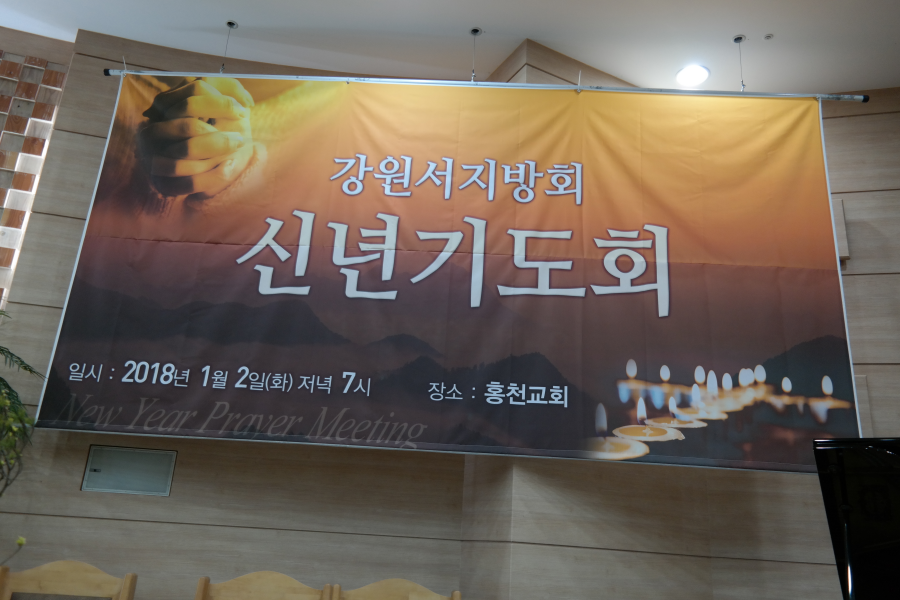 강원서지방회
신년기도회
일시 : 2018년 1월 2일(화) 저녁 7시 장소 : 홍천교회
New Year Prayer Meeting